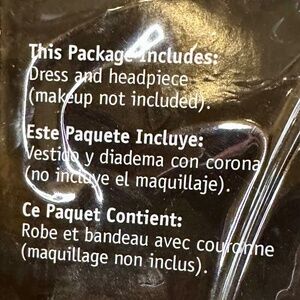 This Package Includes:
Dress and headpiece
(makeup not included).
Este Paquete Incluye:
Vestido y diadema con corona
(no incluye el maquillaje).
Ce Paquet Contient:
Robe et bandeau avec couronne
(maquillage non inclus).